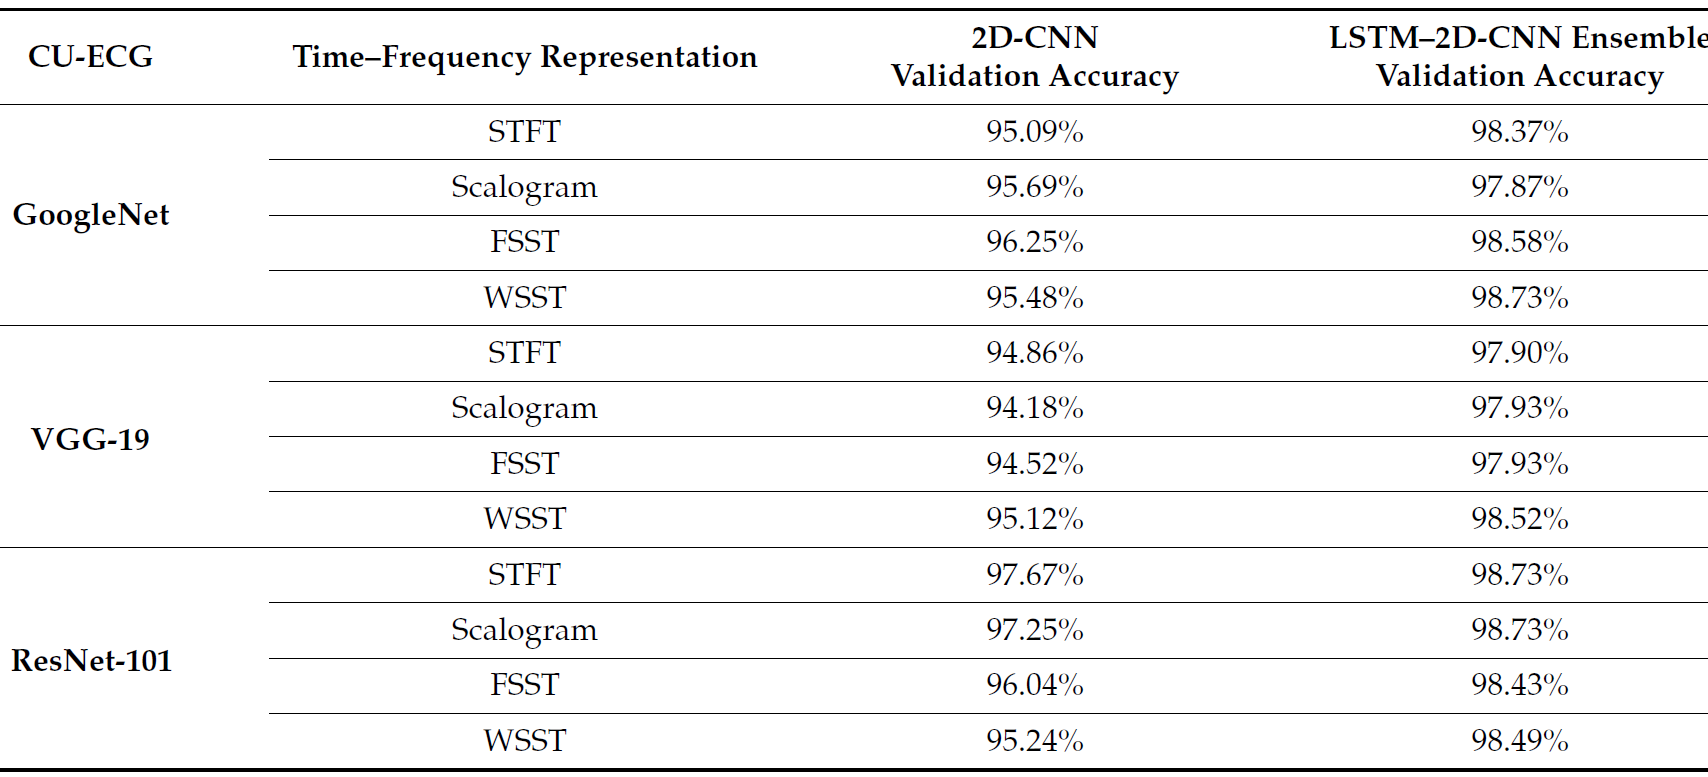 CU-ECG Time–Frequency Representation 2D-CNN Validation Accuracy LSTM–2D-CNN Ensemble Validation Accuracy
GoogleNet STFT 95.09% 98.37%
Scalogram 95.69% 97.87%
FSST 96.25% 98.58%
WSST 95.48% 98.73%
VGG-19 STFT 94.86% 97.90%
Scalogram 94.18% 97.93%
FSST 94.52% 97.93%
WSST 95.12% 98.52%
ResNet-101 STFT 97.67% 98.73%
Scalogram 97.25% 98.73%
FSST 96.04% 98.43%
WSST 95.24% 98.49%